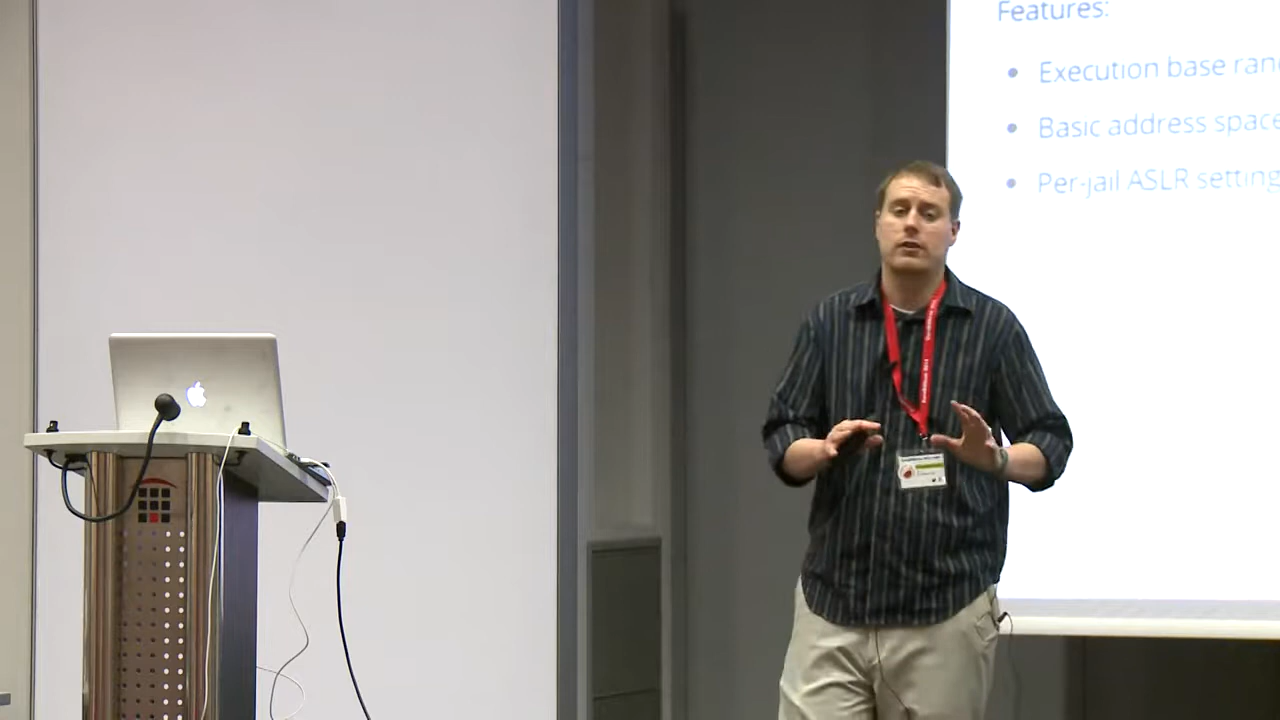 Features:
Execution base ran
Basic address space
Per-jail ASLR setting